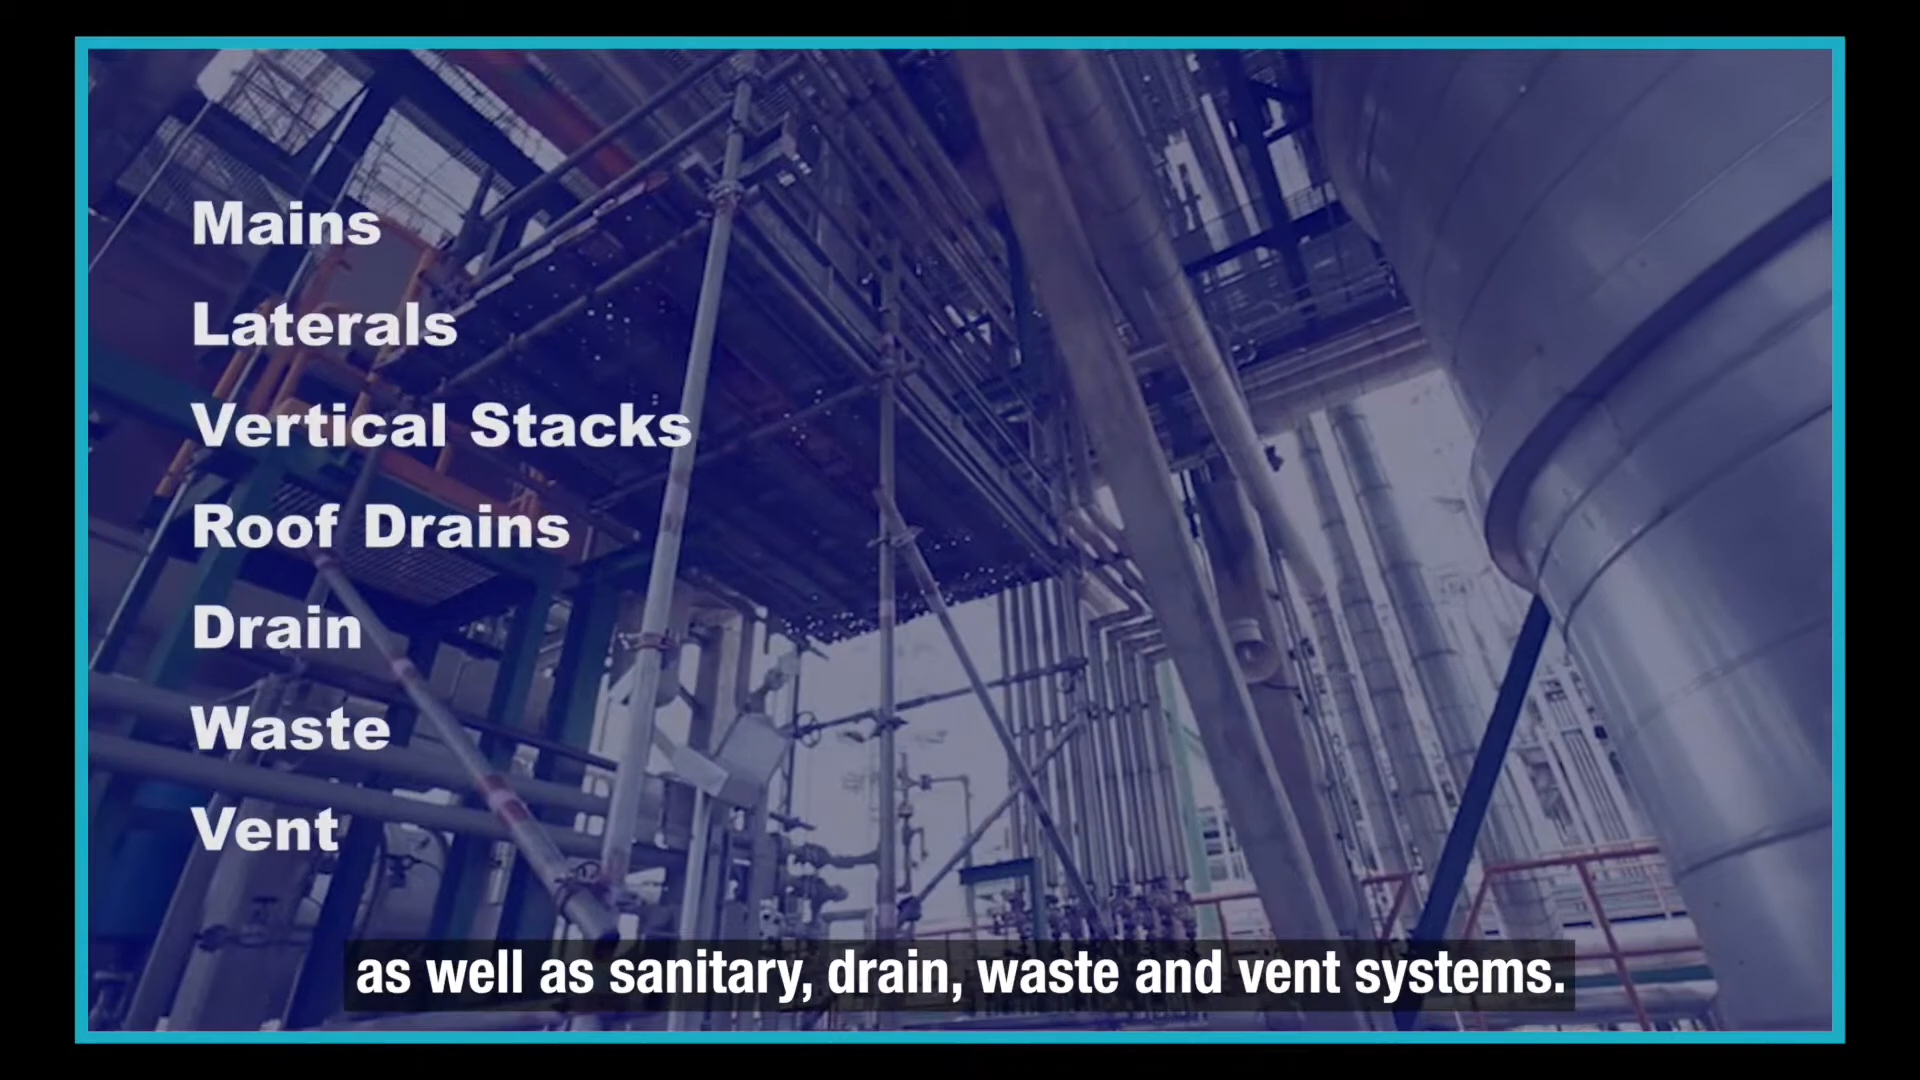 Mains
Laterals
Vertical Stacks
Roof Drains
Drain
Waste
Vent
as well as sanitary, drain, waste and vent systems.